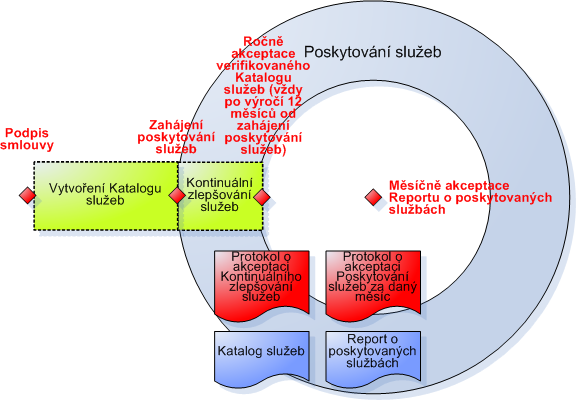 Poskytování služeb
Ročně
akceptace
verifikovaného
Katalogu
služeb (vždy
po výročí 12
měsíců od
zahájení
poskytování
služeb)
Podpis
smlouvy
Zahájení
poskytování
služeb
Vytvoření Katalogu
služeb
Kontinuální
zlepšování
služeb
Měsíčně akceptace
Reportu o poskytovaných
službách
Protokol o
akceptaci
Kontinuálního
zlepšování
služeb
Protokol o
akceptaci
Poskytování
služeb za daný
měsíc
Katalog služeb
Report o
poskytovaných
službách